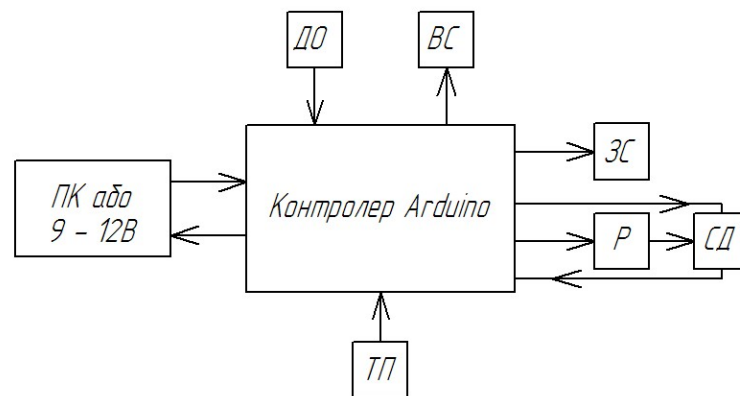 ДО
ВС
ПК або
9 - 12В
Контролер Arduino
ЗС
Р
СД
ТП